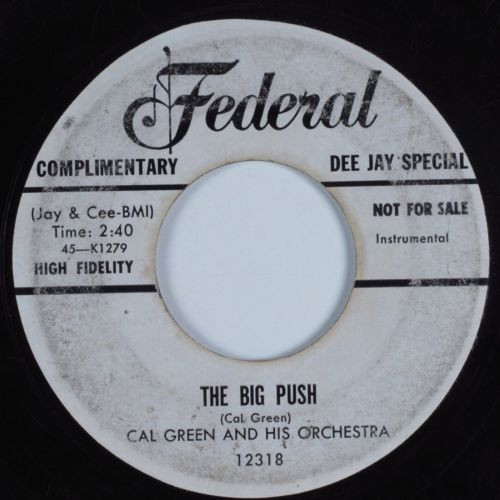 Federal
COMPLIMENTARY
DEE JAY SPECIAL
(Jay & Cee-BMI)
Time: 2:40
45—K1279
HIGH FIDELITY
NOT FOR SALE
Instrumental
THE BIG PUSH
(Cal Green)
CAL GREEN AND HIS ORCHESTRA
12318